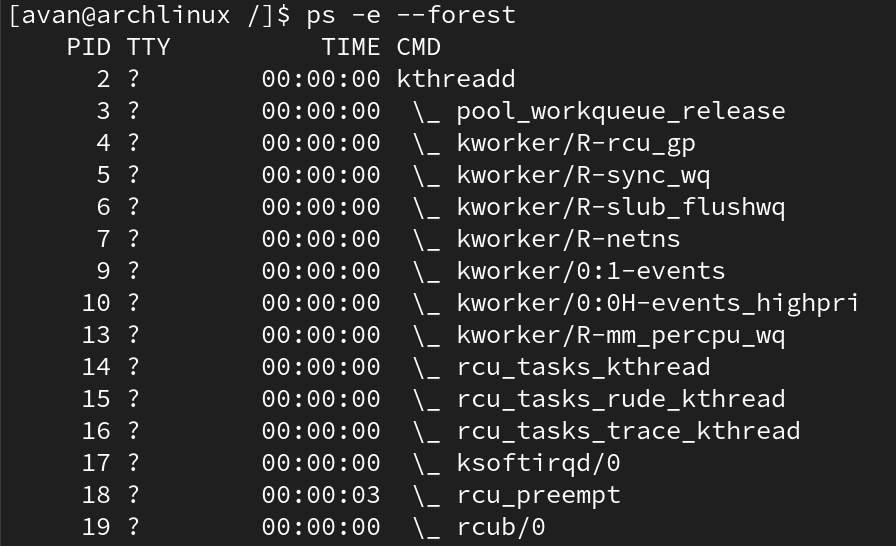 [avan@archlinux /]$ ps -e --forest
    PID TTY          TIME CMD
      2 ?        00:00:00 kthreadd
      3 ?        00:00:00  \_ pool_workqueue_release
      4 ?        00:00:00  \_ kworker/R-rcu_gp
      5 ?        00:00:00  \_ kworker/R-sync_wq
      6 ?        00:00:00  \_ kworker/R-slub_flushwq
      7 ?        00:00:00  \_ kworker/R-netns
      9 ?        00:00:00  \_ kworker/0:1-events
     10 ?        00:00:00  \_ kworker/0:0H-events_highpri
     13 ?        00:00:00  \_ kworker/R-mm_percpu_wq
     14 ?        00:00:00  \_ rcu_tasks_kthread
     15 ?        00:00:00  \_ rcu_tasks_rude_kthread
     16 ?        00:00:00  \_ rcu_tasks_trace_kthread
     17 ?        00:00:00  \_ ksoftirqd/0
     18 ?        00:00:03  \_ rcu_preempt
     19 ?        00:00:00  \_ rcub/0